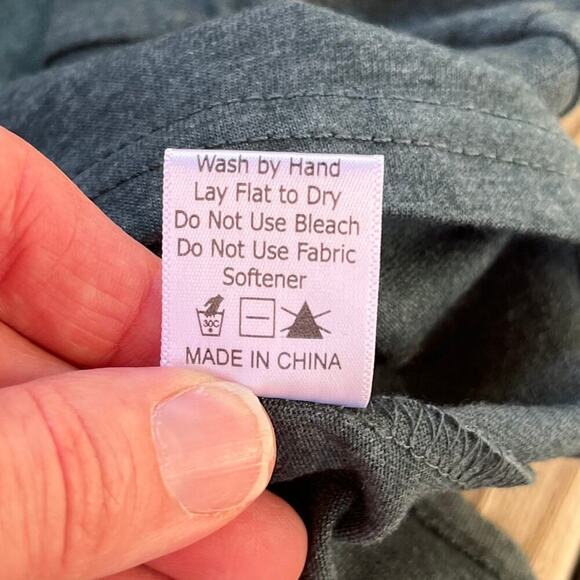 Wash by Hand
Lay Flat to Dry
Do Not Use Bleach
Do Not Use Fabric
Softener
30C
MADE IN CHINA